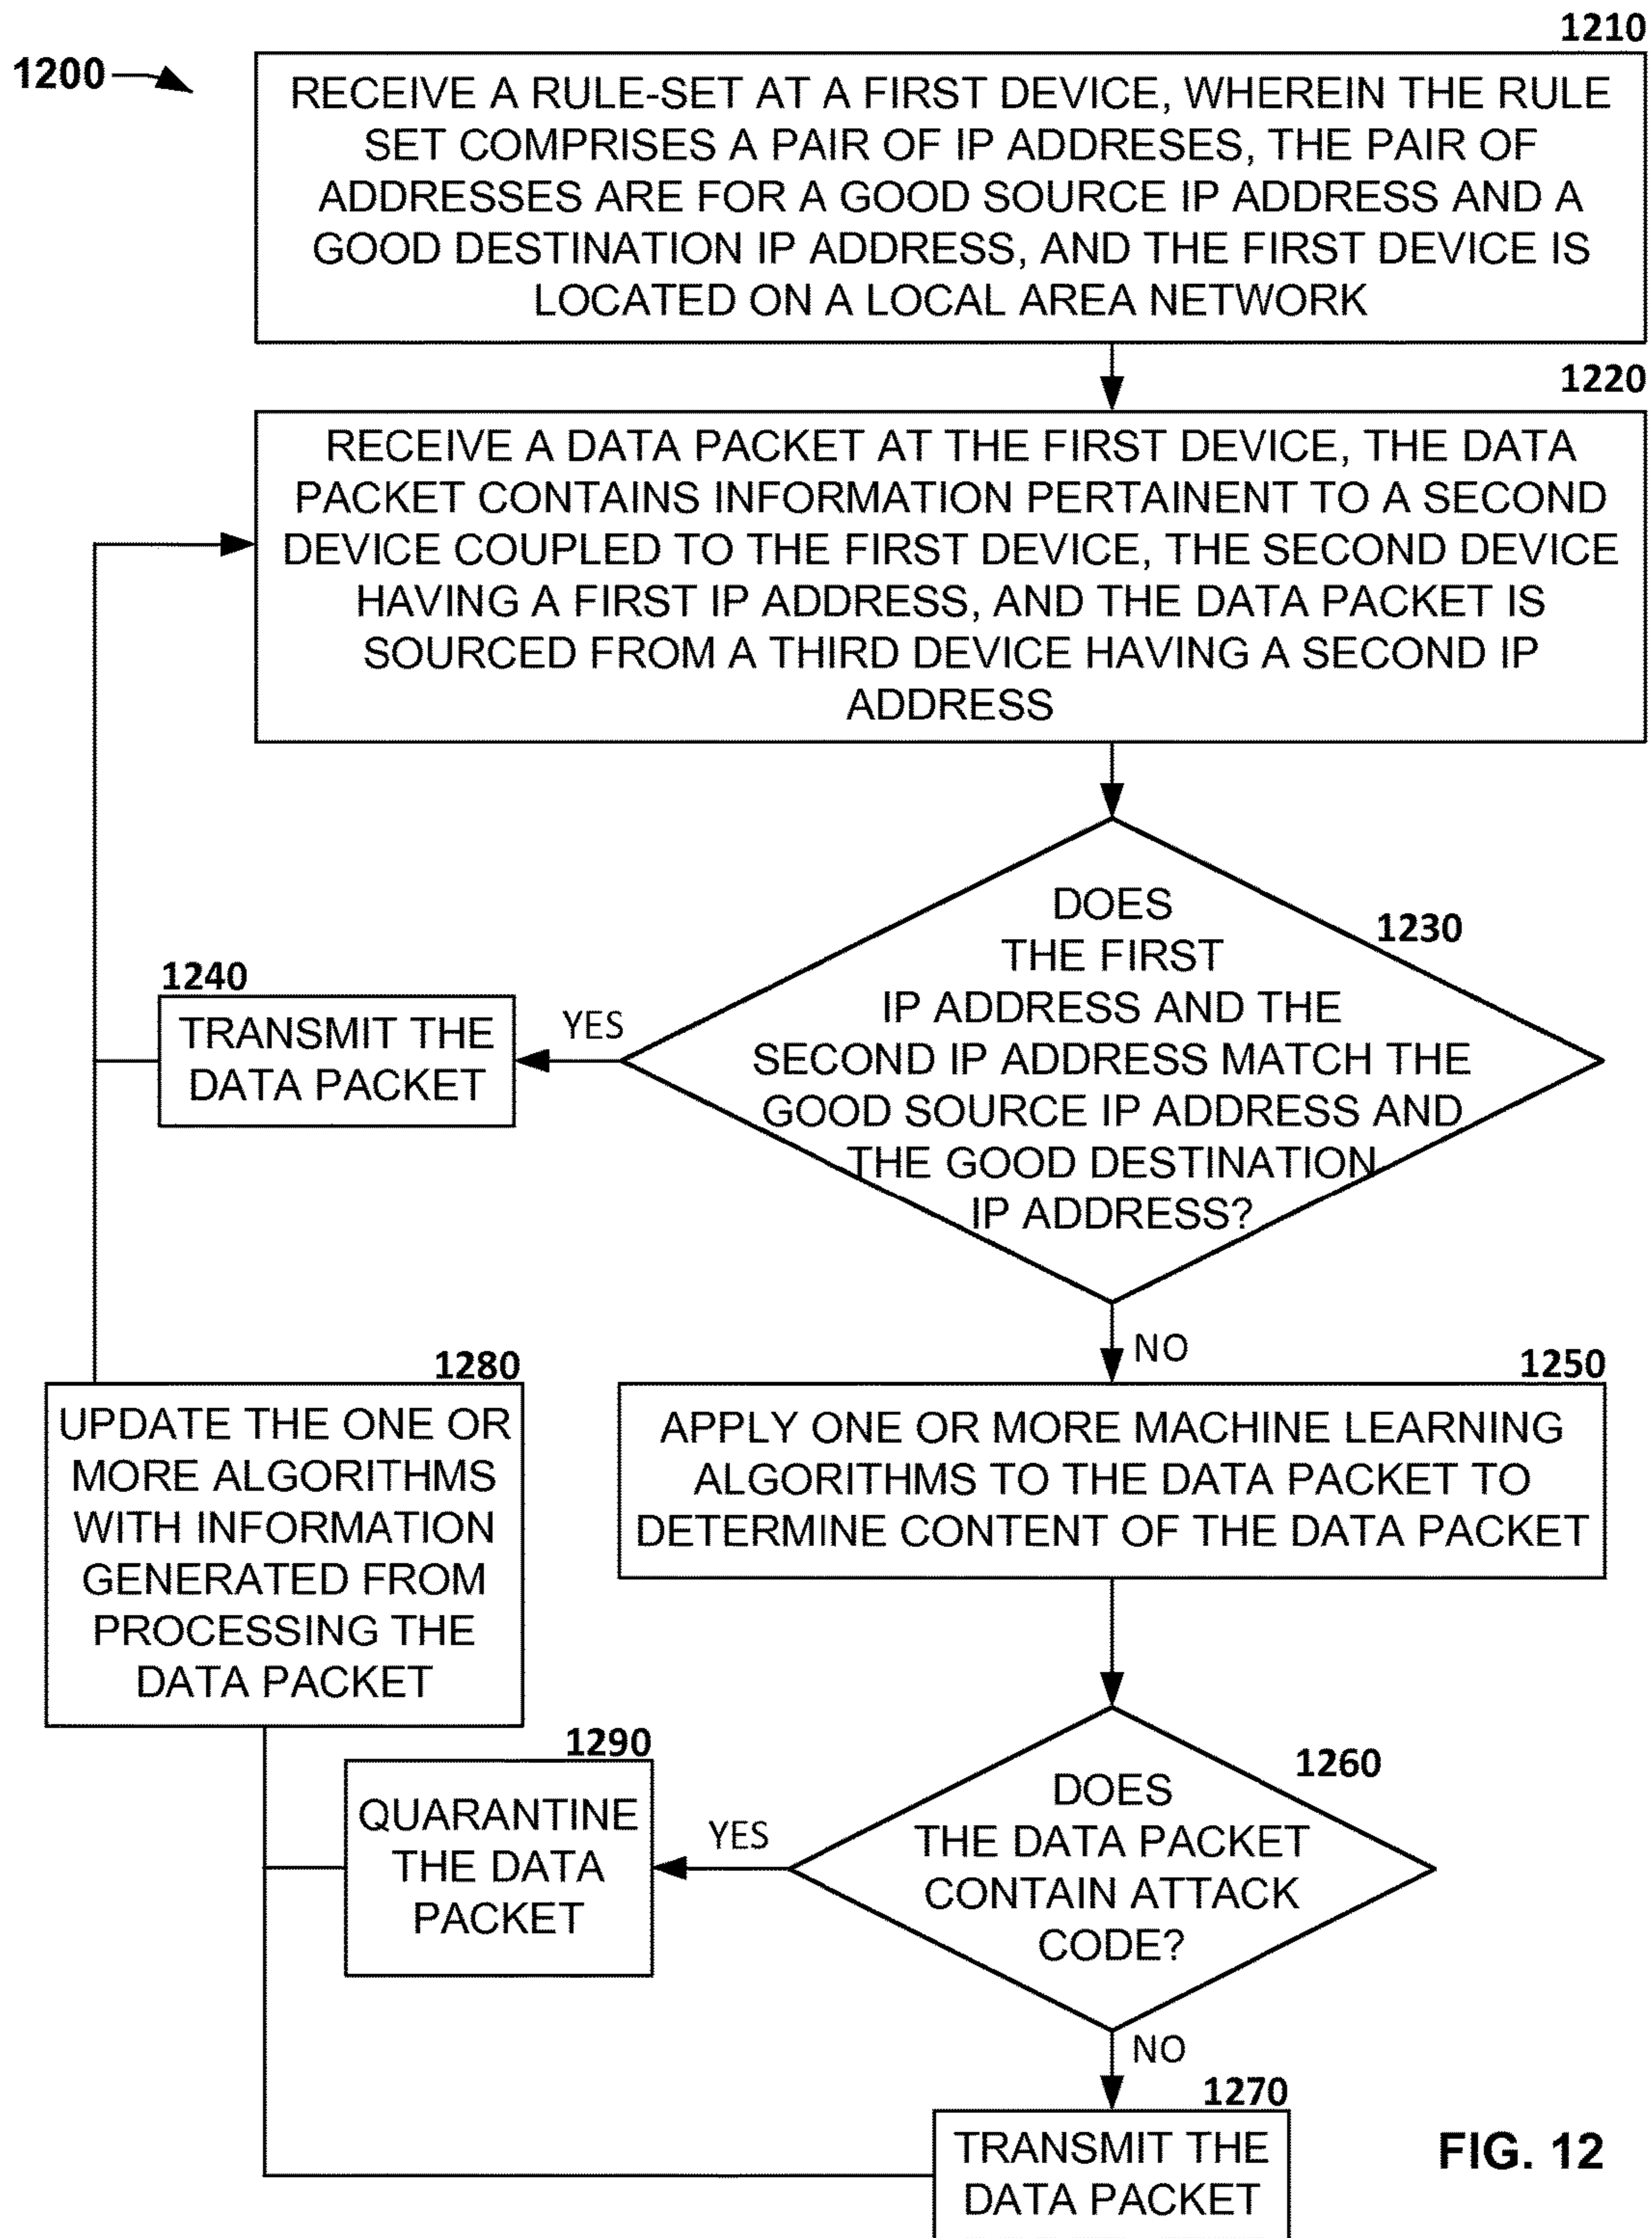 1200
1210
RECEIVE A RULE-SET AT A FIRST DEVICE, WHEREIN THE RULE
SET COMPRISES A PAIR OF IP ADDRESES, THE PAIR OF
ADDRESSES ARE FOR A GOOD SOURCE IP ADDRESS AND A
GOOD DESTINATION IP ADDRESS, AND THE FIRST DEVICE IS
LOCATED ON A LOCAL AREA NETWORK
1220
RECEIVE A DATA PACKET AT THE FIRST DEVICE, THE DATA
PACKET CONTAINS INFORMATION PERTAINENT TO A SECOND
DEVICE COUPLED TO THE FIRST DEVICE, THE SECOND DEVICE
HAVING A FIRST IP ADDRESS, AND THE DATA PACKET IS
SOURCED FROM A THIRD DEVICE HAVING A SECOND IP
ADDRESS
1230
DOES
THE FIRST
IP ADDRESS AND THE
SECOND IP ADDRESS MATCH THE
GOOD SOURCE IP ADDRESS AND
THE GOOD DESTINATION
IP ADDRESS?
YES
1240
TRANSMIT THE
DATA PACKET
NO
1250
APPLY ONE OR MORE MACHINE LEARNING
ALGORITHMS TO THE DATA PACKET TO
DETERMINE CONTENT OF THE DATA PACKET
1280
UPDATE THE ONE OR
MORE ALGORITHMS
WITH INFORMATION
GENERATED FROM
PROCESSING THE
DATA PACKET
1260
DOES
THE DATA PACKET
CONTAIN ATTACK
CODE?
YES
1290
QUARANTINE
THE DATA
PACKET
NO
1270
TRANSMIT THE
DATA PACKET
FIG. 12